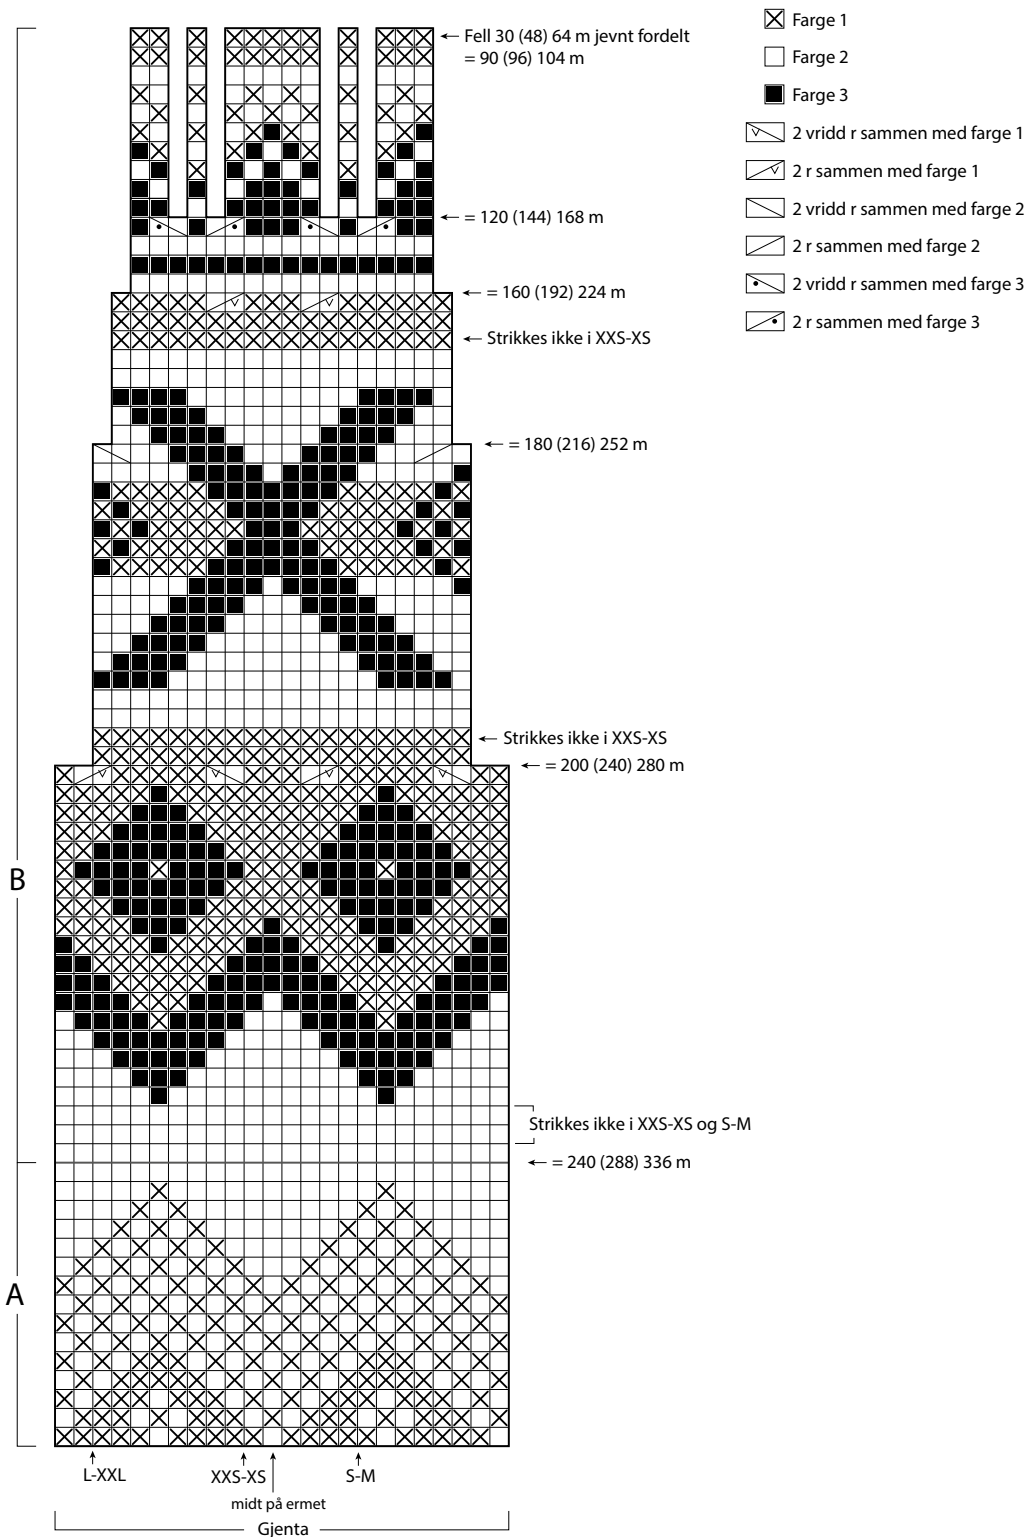 Fell 30 (48) 64 m jevnt fordelt
= 90 (96) 104 m
Farge 1
Farge 2
Farge 3
2 vridd r sammen med farge 1
2 r sammen med farge 1
2 vridd r sammen med farge 2
2 r sammen med farge 2
2 vridd r sammen med farge 3
2 r sammen med farge 3
= 120 (144) 168 m
= 160 (192) 224 m
Strikkes ikke i XXS-XS
= 180 (216) 252 m
Strikkes ikke i XXS-XS
= 200 (240) 280 m
B
Strikkes ikke i XXS-XS og S-M
= 240 (288) 336 m
A
L-XXL
XXS-XS
S-M
midt på ermet
Gjenta